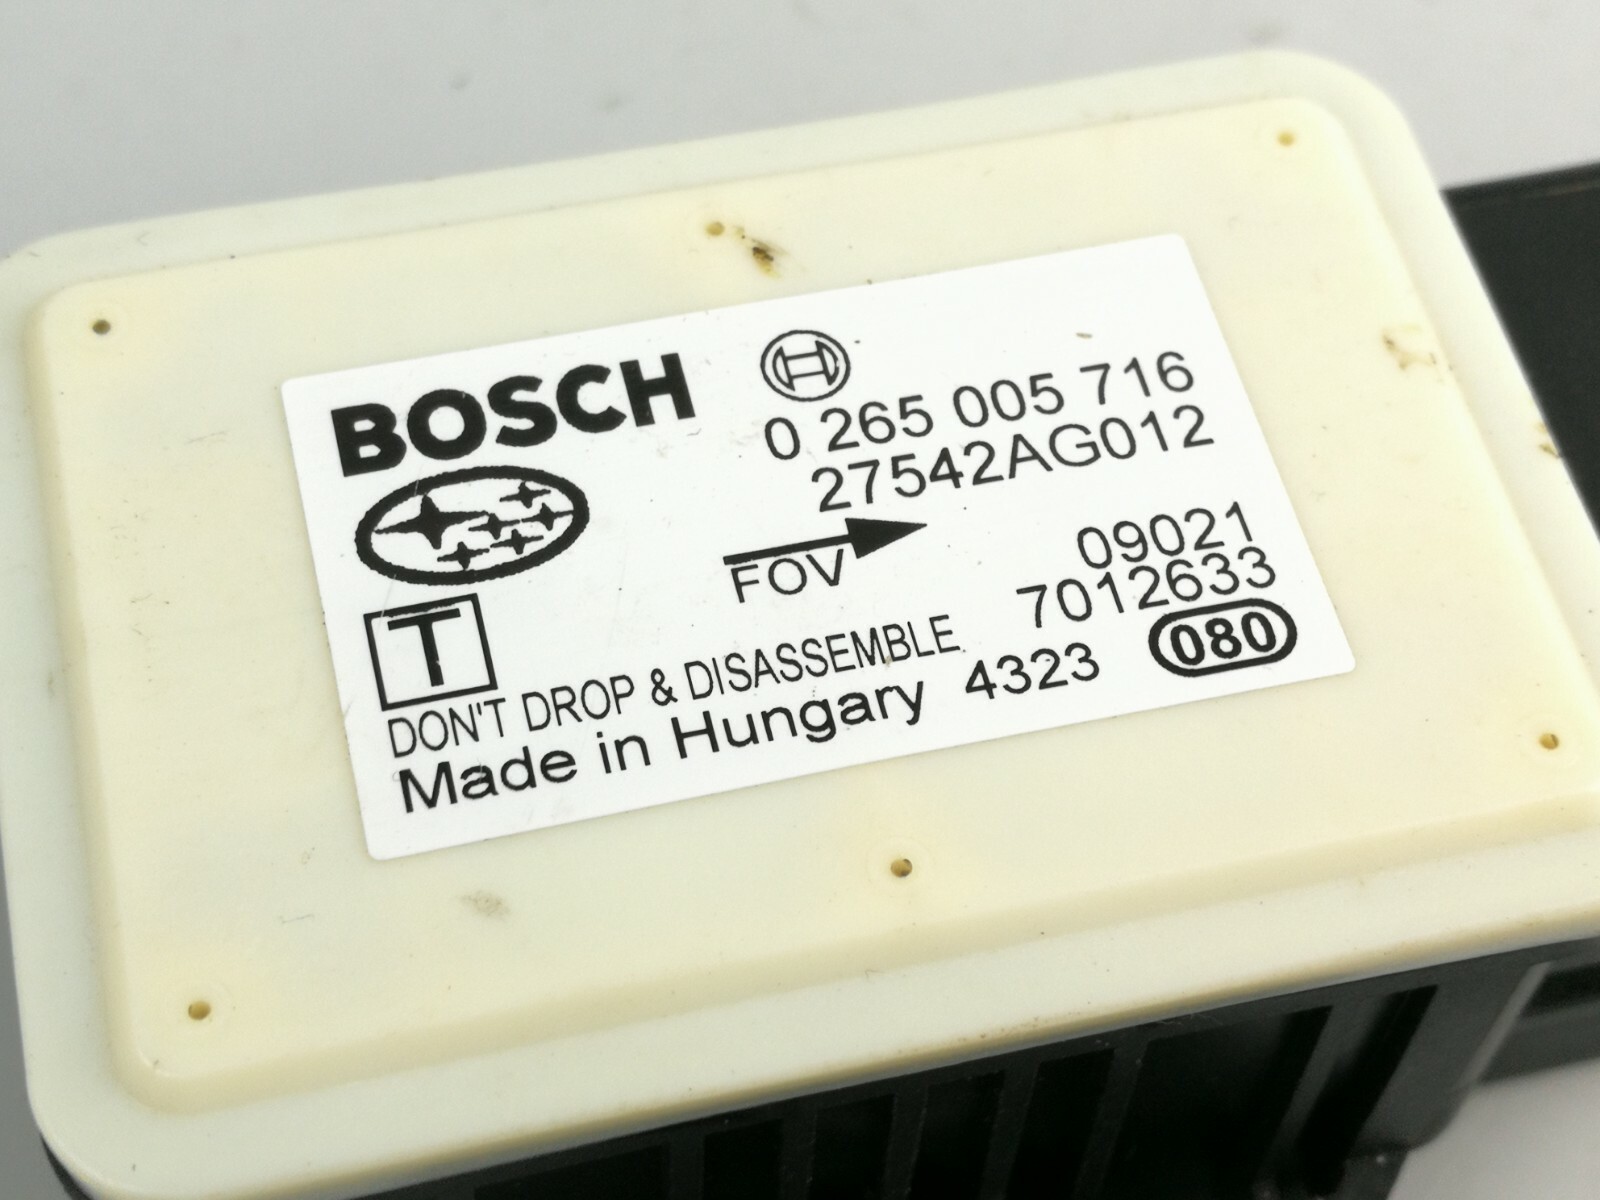 BOSCH
0 265 005 716
27542AG012
FOV
09021
7012633
T
DON'T DROP & DISASSEMBLE
Made in Hungary 4323 080